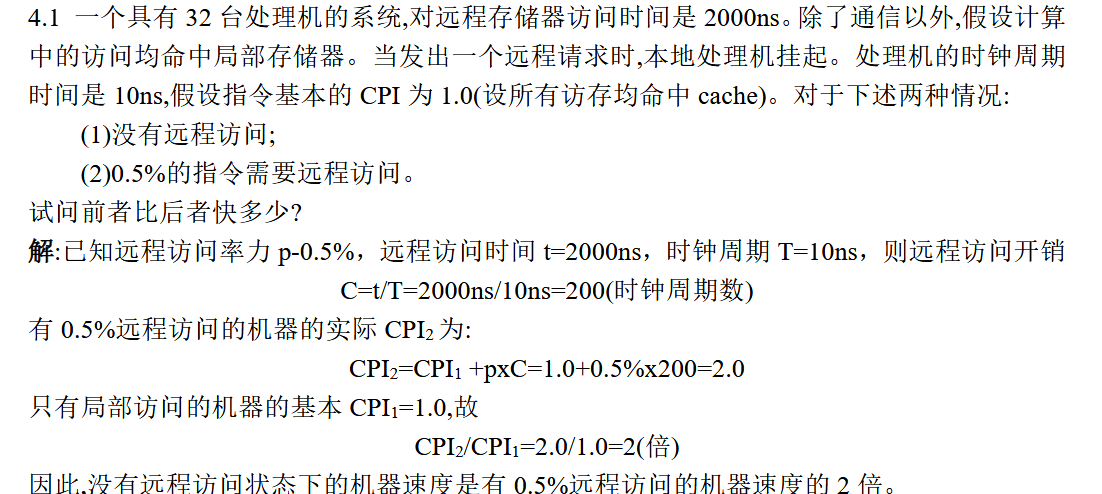 4.1 一个具有 32 台处理机的系统,对远程存储器访问时间是 2000ns。除了通信以外,假设计算
中的访问均命中局部存储器。当发出一个远程请求时,本地处理机挂起。处理机的时钟周期
时间是 10ns,假设指令基本的 CPI 为 1.0(设所有访存均命中 cache)。对于下述两种情况:
(1)没有远程访问;
(2)0.5%的指令需要远程访问。
试问前者比后者快多少?
解:已知远程访问率力 p-0.5%，远程访问时间 t=2000ns，时钟周期 T=10ns，则远程访问开销
C=t/T=2000ns/10ns=200(时钟周期数)
有 0.5%远程访问的机器的实际 CPI₂为:
CPI₂=CPI₁ +pxC=1.0+0.5%x200=2.0
只有局部访问的机器的基本 CPI₁=1.0,故
CPI₂/CPI₁=2.0/1.0=2(倍)
因此,没有远程访问状态下的机器速度是有 0.5%远程访问的机器速度的 2 倍。